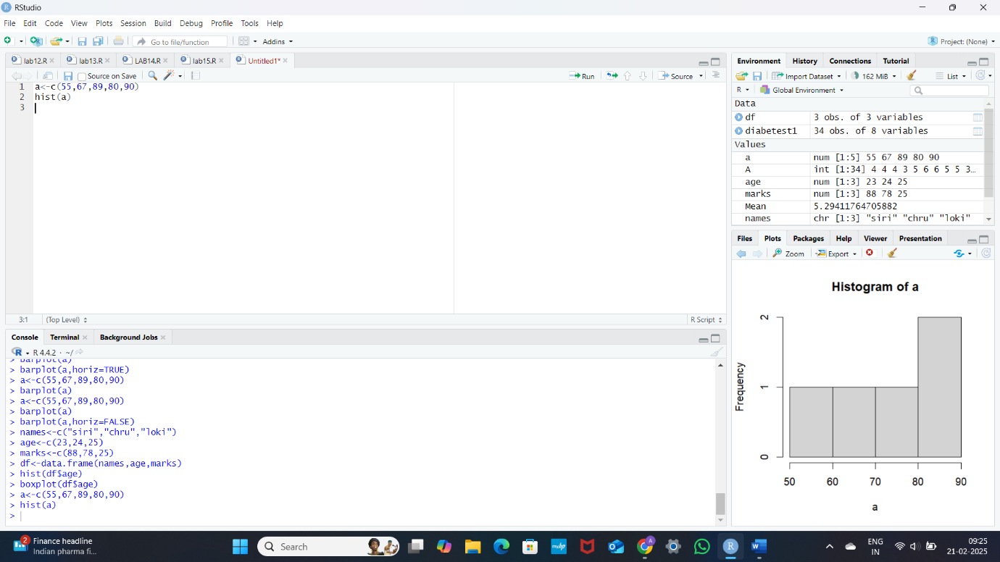 RStudio
File Edit Code View Plots Session Build Debug Profile Tools Help
Go to file/function Addins Project: (None)
lab12.R lab13.R LAB14.R lab15.R Untitled1*
Source on Save Run Source
1 a<-c(55,67,89,80,90)
2 hist(a)
3
3:1 (Top Level) R Script
Console Terminal Background Jobs
R 4.4.2 · ~/
> barplot(a)
> barplot(a,horiz=TRUE)
> a<-c(55,67,89,80,90)
> barplot(a)
> a<-c(55,67,89,80,90)
> barplot(a)
> barplot(a,horiz=FALSE)
> names<-c("siri","chru","loki")
> age<-c(23,24,25)
> marks<-c(88,78,25)
> df<-data.frame(names,age,marks)
> hist(df$age)
> boxplot(df$age)
> a<-c(55,67,89,80,90)
> hist(a)
>
Environment History Connections Tutorial
Import Dataset 162 MiB List
R Global Environment
Data
df 3 obs. of 3 variables
diabetest1 34 obs. of 8 variables
Values
a num [1:5] 55 67 89 80 90
A int [1:34] 4 4 4 3 5 6 6 5 5 3…
age num [1:3] 23 24 25
marks num [1:3] 88 78 25
Mean 5.29411764705882
names chr [1:3] "siri" "chru" "loki"
Files Plots Packages Help Viewer Presentation
Zoom Export
Histogram of a
Frequency
2
1
0
50 60 70 80 90
a
2 Finance headline
Indian pharma fi...
Search
myhp
A
ENG
IN
09:25
21-02-2025